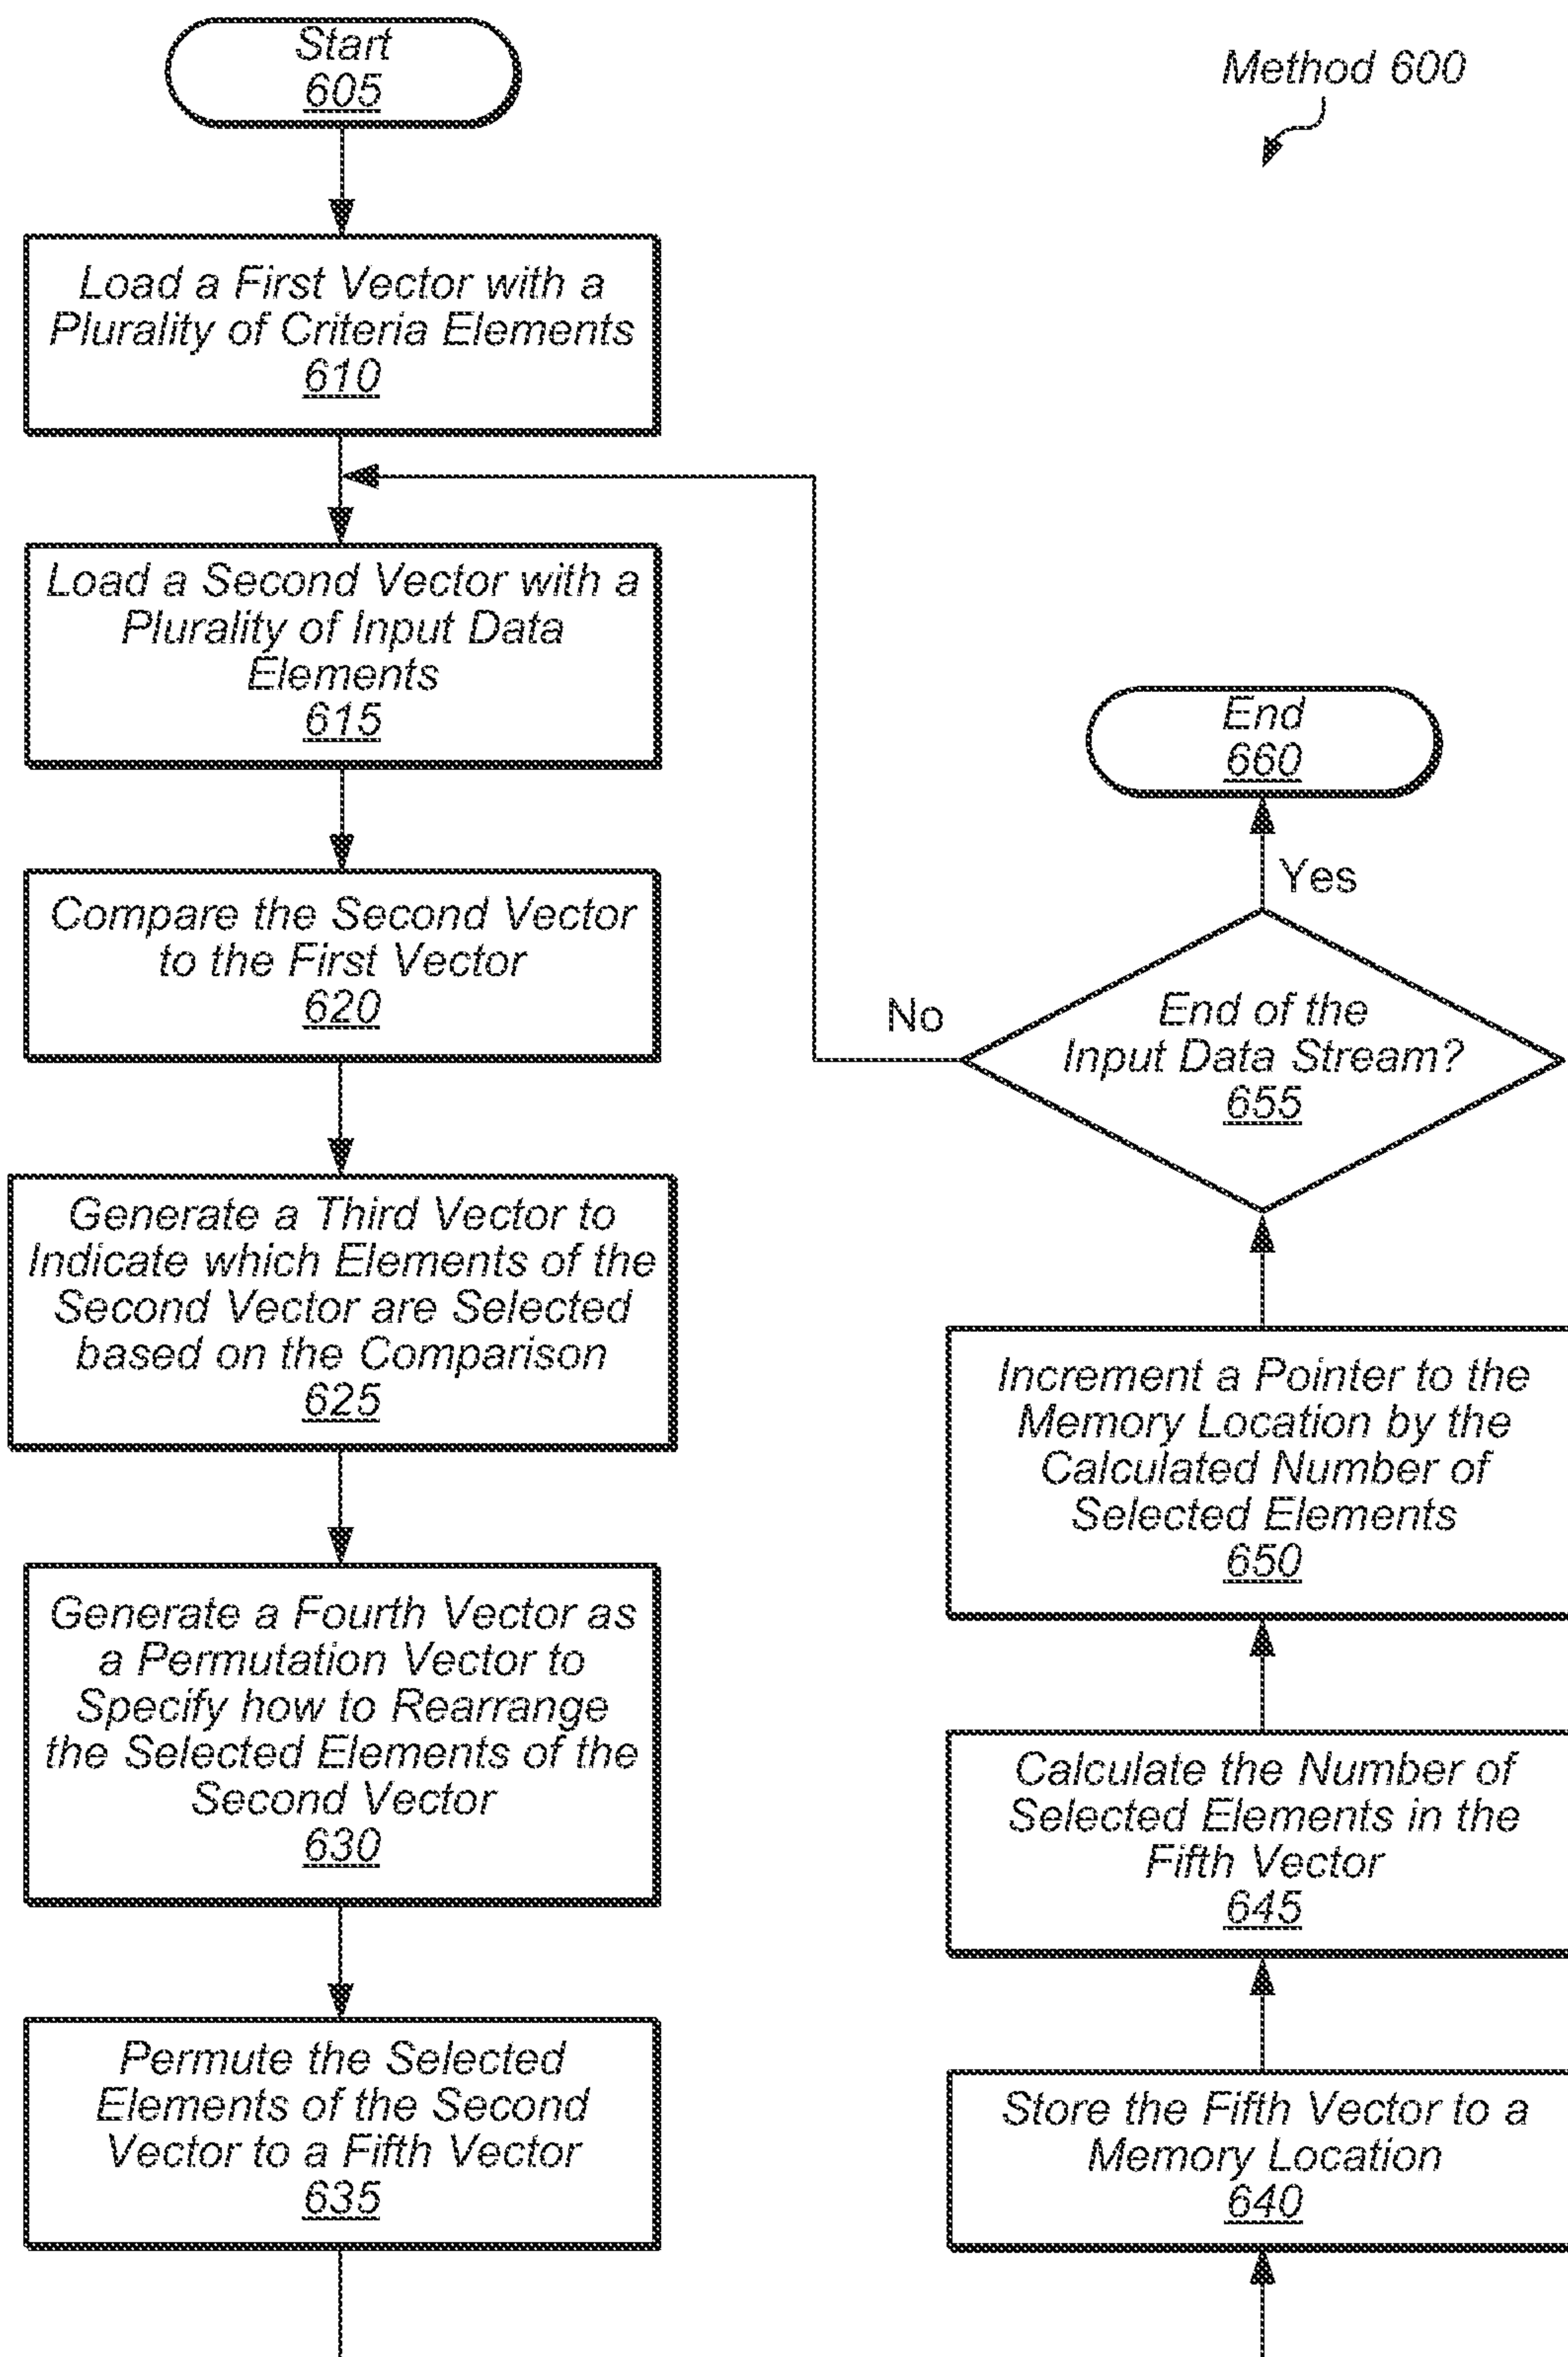 Start
605
Method 600
Load a First Vector with a
Plurality of Criteria Elements
610
Load a Second Vector with a
Plurality of Input Data
Elements
615
Compare the Second Vector
to the First Vector
620
Generate a Third Vector to
Indicate which Elements of the
Second Vector are Selected
based on the Comparison
625
Generate a Fourth Vector as
a Permutation Vector to
Specify how to Rearrange
the Selected Elements of the
Second Vector
630
Permute the Selected
Elements of the Second
Vector to a Fifth Vector
635
Store the Fifth Vector to a
Memory Location
640
Calculate the Number of
Selected Elements in the
Fifth Vector
645
Increment a Pointer to the
Memory Location by the
Calculated Number of
Selected Elements
650
End of the
Input Data Stream?
655
No
Yes
End
660